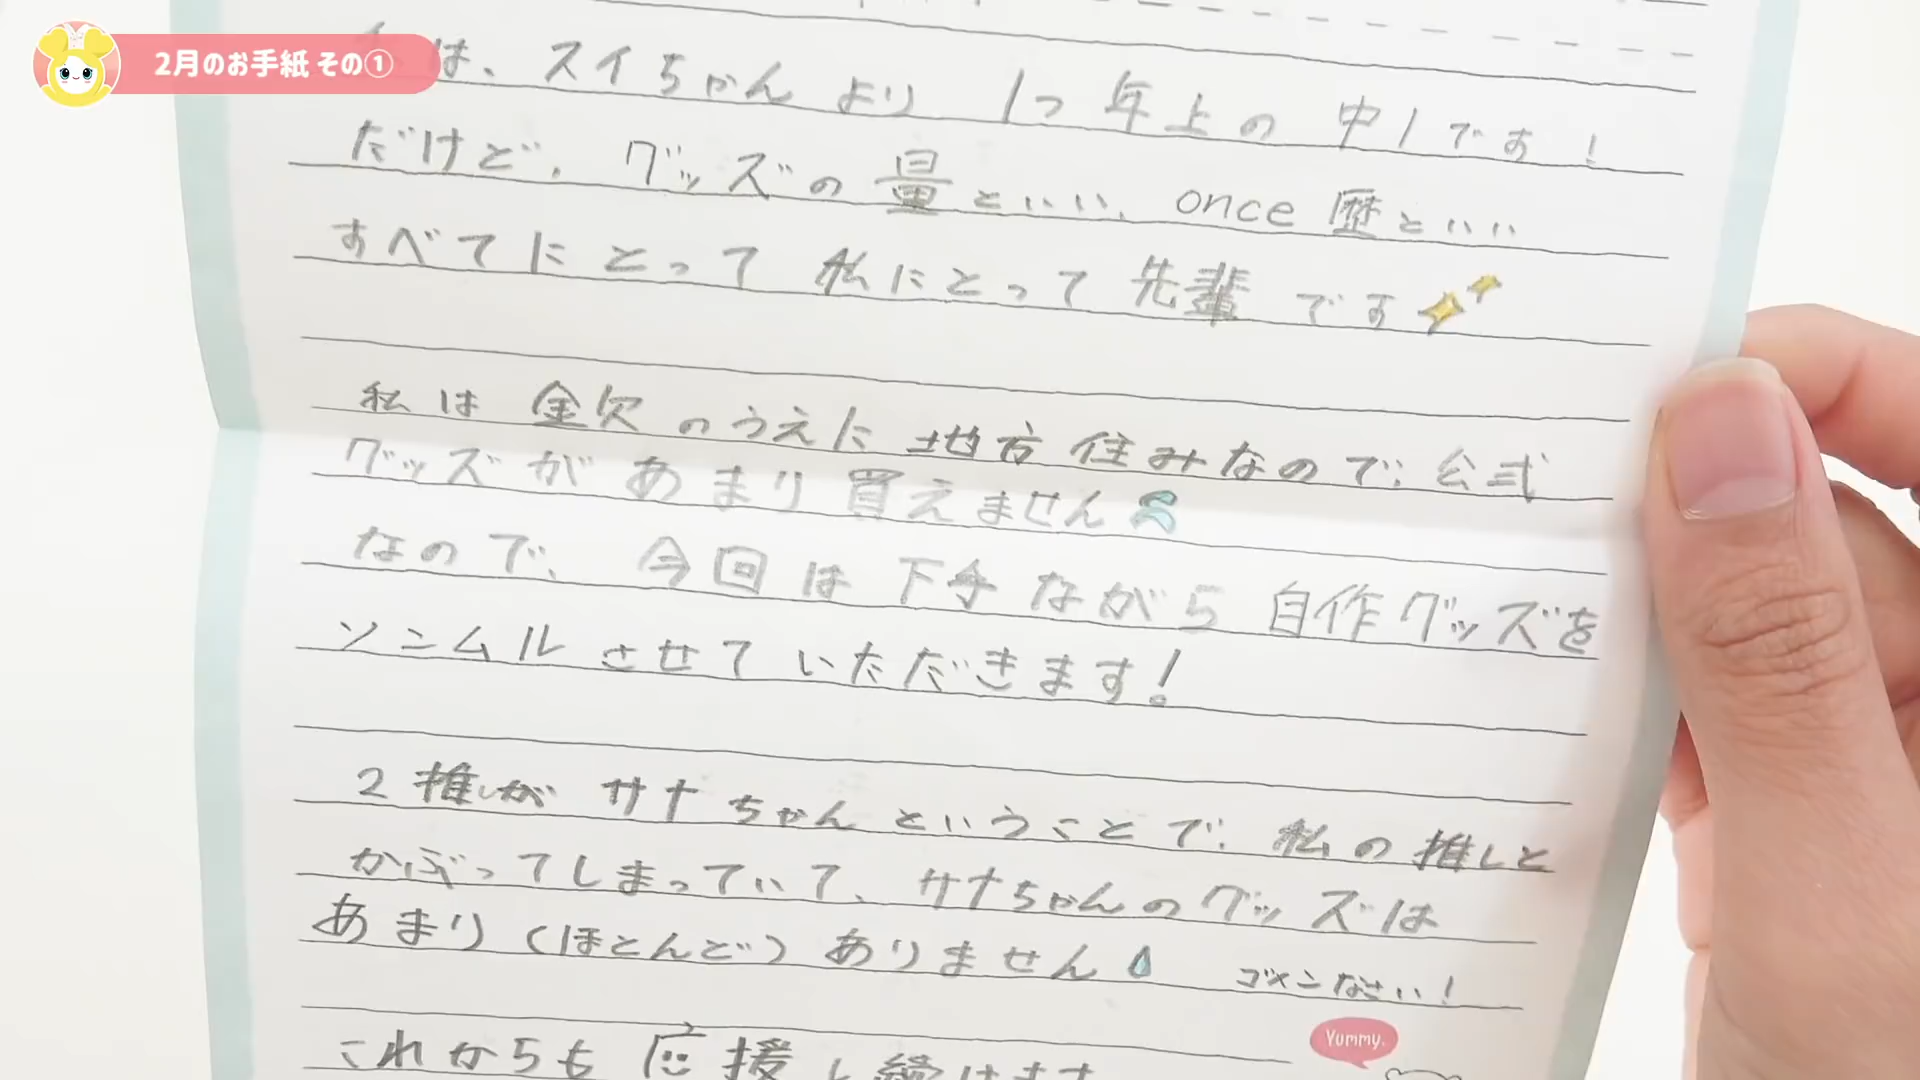 2月のお手紙 その①
は、スイちゃんより 1つ年上の 中1です!
だけど、グッズの量といい、once歴といい
すべてにとって 私にとって 先輩です
私は 金欠のうえに 地方住みなので、公式
グッズがあまり買えません
なので、今回は下手ながら 自作グッズを
ソンムルさせていただきます!
2推しが サナちゃんということで、私の推しと
かぶってしまっていて、サナちゃんのグッズは
あまり(ほとんど)ありません ゴメンなさい!
Yummy.
これからも 応援し続けます